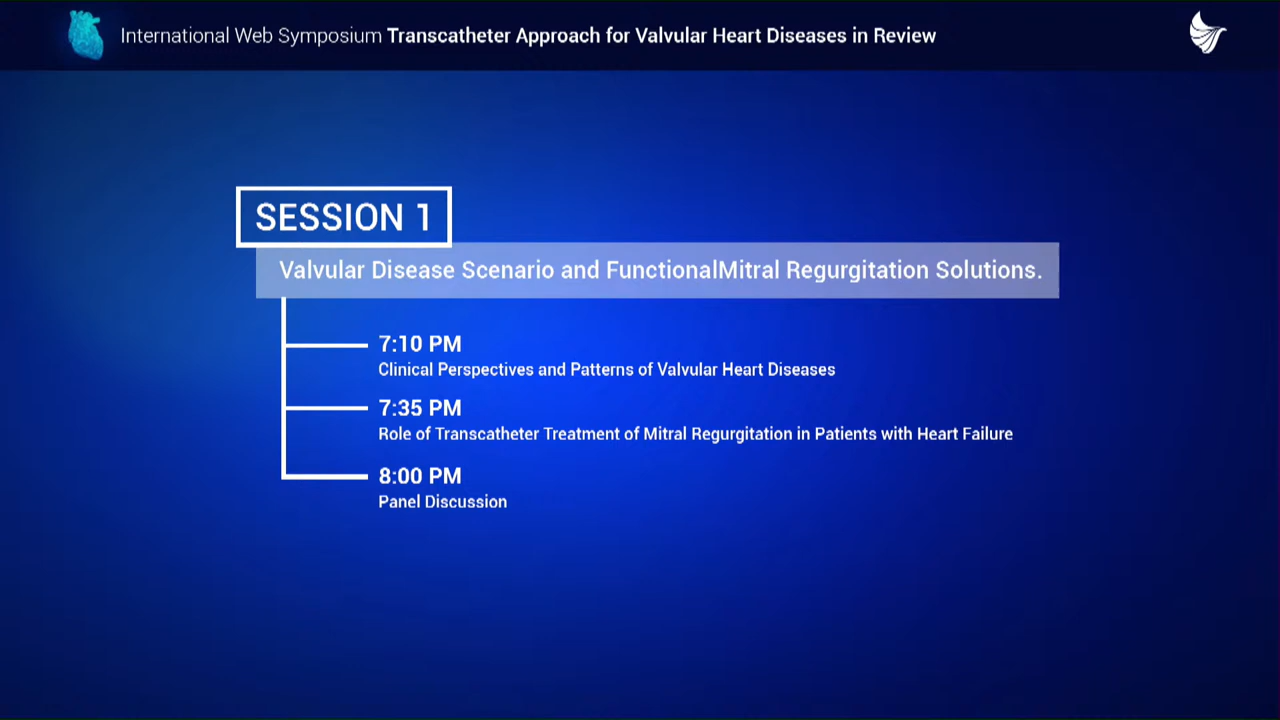 International Web Symposium Transcatheter Approach for Valvular Heart Diseases in Review
SESSION 1
Valvular Disease Scenario and FunctionalMitral Regurgitation Solutions.
7:10 PM
Clinical Perspectives and Patterns of Valvular Heart Diseases
7:35 PM
Role of Transcatheter Treatment of Mitral Regurgitation in Patients with Heart Failure
8:00 PM
Panel Discussion